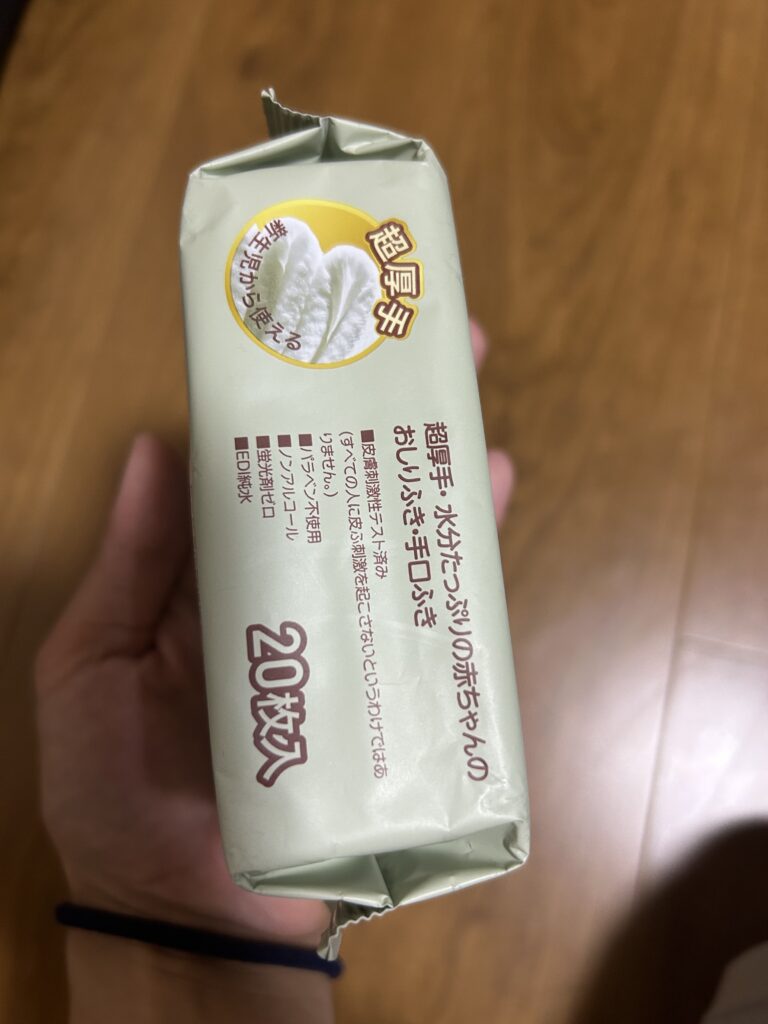 超厚手
新生児から使える
超厚手・水分たっぷりの赤ちゃんの
おしりふき・手口ふき
■皮膚刺激性テスト済み
(すべての人に皮ふ刺激を起こさないというわけではあ
りません。)
■パラベン不使用
■ノンアルコール
■蛍光剤ゼロ
■EDI純水
20枚入